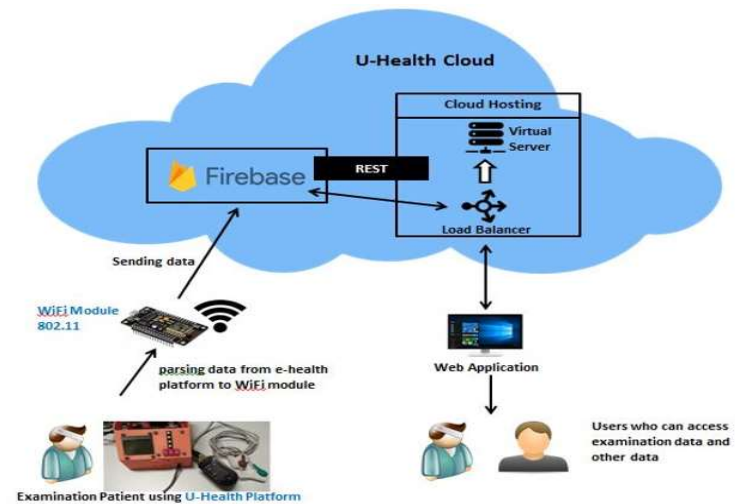 U-Health Cloud
Cloud Hosting
Virtual
Server
REST
Firebase
Load Balancer
Sending data
WiFi Module
802.11
parsing data from e-health
platform to WiFi module
Web Application
Users who can access
examination data and
other data
Examination Patient using U-Health Platform